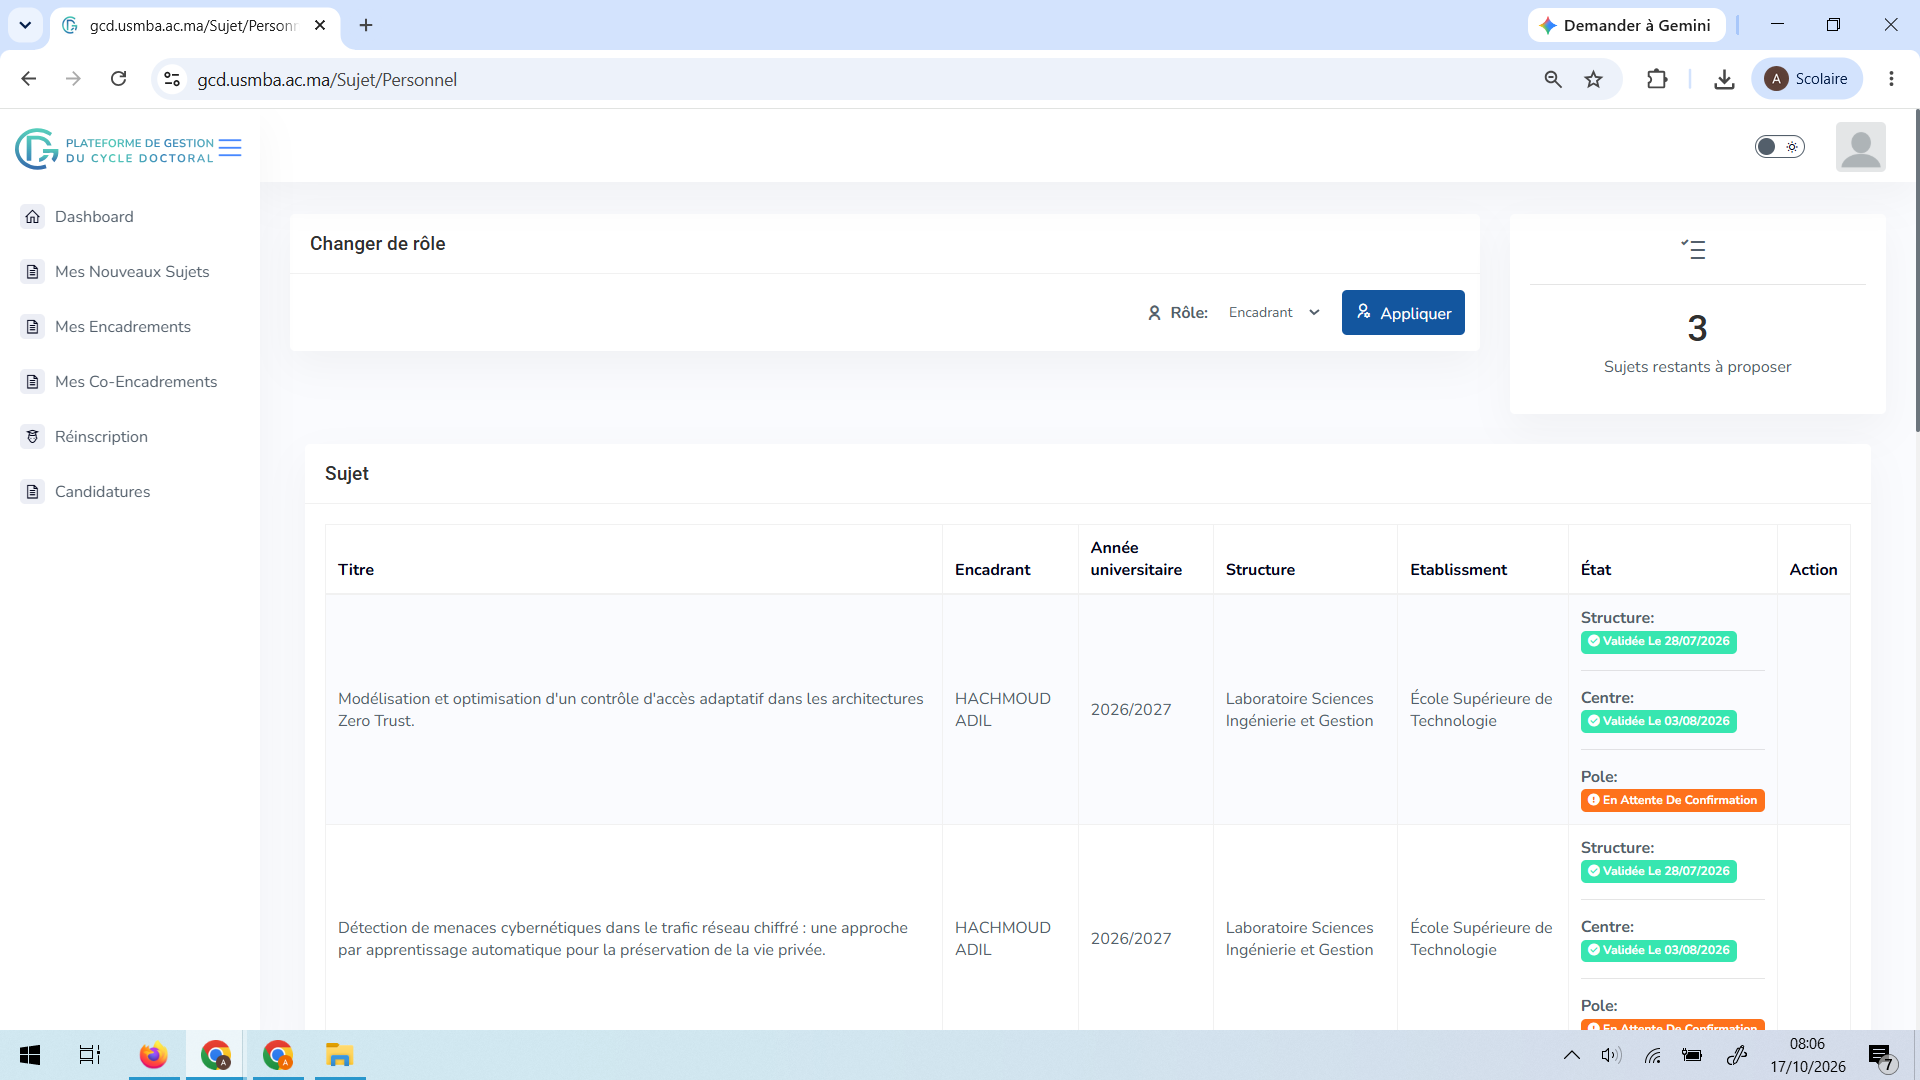 gcd.usmba.ac.ma/Sujet/Personn
Demander à Gemini
gcd.usmba.ac.ma/Sujet/Personnel
A
Scolaire
PLATEFORME DE GESTION
DU CYCLE DOCTORAL
Dashboard
Mes Nouveaux Sujets
Mes Encadrements
Mes Co-Encadrements
Réinscription
Candidatures
Changer de rôle
Rôle: Encadrant
Appliquer
3
Sujets restants à proposer
Sujet
Titre
Encadrant
Année
universitaire
Structure
Etablissment
État
Action
Modélisation et optimisation d'un contrôle d'accès adaptatif dans les architectures
Zero Trust.
HACHMOUD
ADIL
2026/2027
Laboratoire Sciences
Ingénierie et Gestion
École Supérieure de
Technologie
Structure:
Validée Le 28/07/2026
Centre:
Validée Le 03/08/2026
Pole:
En Attente De Confirmation
Détection de menaces cybernétiques dans le trafic réseau chiffré : une approche
par apprentissage automatique pour la préservation de la vie privée.
HACHMOUD
ADIL
2026/2027
Laboratoire Sciences
Ingénierie et Gestion
École Supérieure de
Technologie
Structure:
Validée Le 28/07/2026
Centre:
Validée Le 03/08/2026
Pole:
En Attente De Confirmation
A
A
08:06
17/10/2026
7